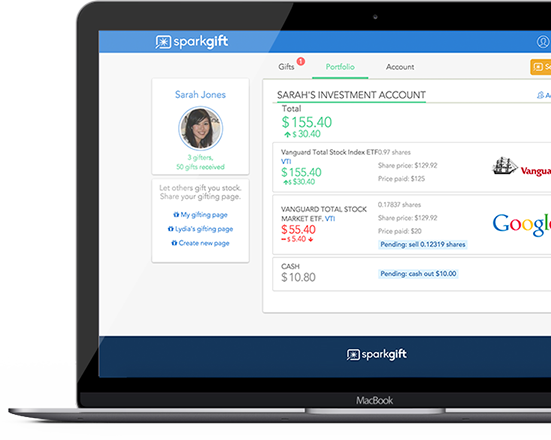 sparkgift
Gifts 1 Portfolio Account
Sarah Jones
3 gifters,
50 gifts received
Let others gift you stock.
Share your gifting page.
My gifting page
Lydia's gifting page
Create new page
SARAH'S INVESTMENT ACCOUNT
Total
$155.40
$ 30.40
Vanguard Total Stock Index ETF 0.97 shares
VTI
Share price: $129.92
$155.40
Price paid: $125
$30.40
Vangua
VANGUARD TOTAL STOCK
MARKET ETF, VTI
0.17837 shares
Share price: $129.92
$55.40
Price paid: $20
– $ 5.40
Pending: sell 0.12319 shares
Googl
CASH
$10.80
Pending: cash out $10.00
sparkgift
MacBook